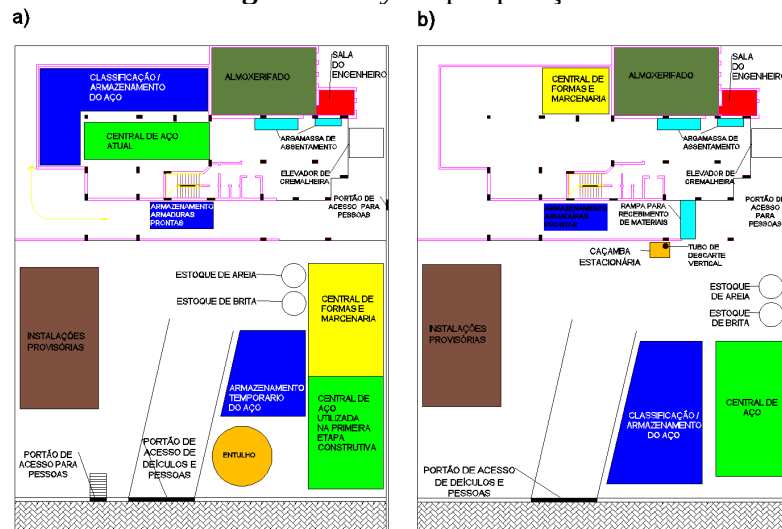 a)
CLASSIFICAÇÃO /
ARMAZENAMENTO
DO AÇO
ALMOXERIFADO
SALA
DO
ENGENHEIRO
CENTRAL DE AÇO
ATUAL
ARGAMASSA DE
ASSENTAMENTO
ELEVADOR DE
CREMALHEIRA
ARMAZENAMENTO
ARMADURAS
PRONTAS
PORTÃO DE
ACESSO PARA
PESSOAS
ESTOQUE DE AREIA
ESTOQUE DE BRITA
CENTRAL DE
FORMAS E
MARCENARIA
INSTALAÇÕES
PROVISÓRIAS
ARMAZENAMENTO
TEMPORARIO
DO AÇO
CENTRAL DE
AÇO
UTILIZADA
NA PRIMEIRA
ETAPA
CONSTRUTIVA
ENTULHO
PORTÃO DE
ACESSO PARA
PESSOAS
PORTÃO DE
ACESSO DE
DEÍCULOS E
PESSOAS
b)
CENTRAL DE
FORMAS E
MARCENARIA
ALMOXERIFADO
SALA
DO
ENGENHEIRO
ARGAMASSA DE
ASSENTAMENTO
ELEVADOR DE
CREMALHEIRA
ARMAZENAMENTO
ARMADURAS
PRONTAS
RAMPA PARA
RECEBIMENTO
DE MATERIAIS
PORTÃO DE
ACESSO
PARA
PESSOAS
CAÇAMBA
ESTACIONÁRIA
TUBO DE
DESCARTE
VERTICAL
ESTOQUE
DE AREIA
ESTOQUE
DE BRITA
INSTALAÇÕES
PROVISÓRIAS
CLASSIFICAÇÃO /
ARMAZENAMENTO
DO AÇO
CENTRAL DE
AÇO
PORTÃO DE ACESSO
DE DEÍCULOS E
PESSOAS